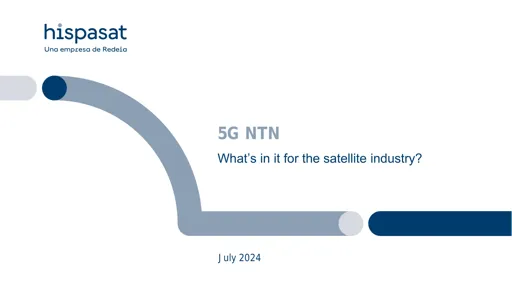 hispasat
Una empresa de Redeia
5G NTN
What's in it for the satellite industry?
July 2024